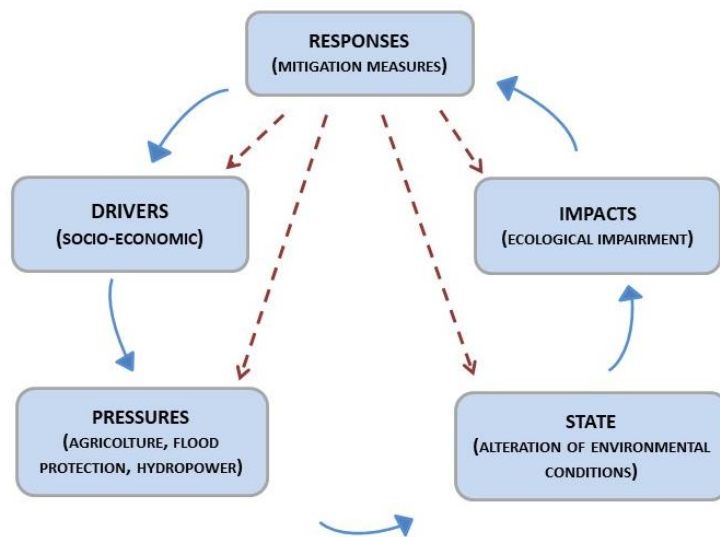 RESPONSES
(MITIGATION MEASURES)
DRIVERS
(SOCIO-ECONOMIC)
IMPACTS
(ECOLOGICAL IMPAIRMENT)
PRESSURES
(AGRICOLTURE, FLOOD
PROTECTION, HYDROPOWER)
STATE
(ALTERATION OF ENVIRONMENTAL
CONDITIONS)